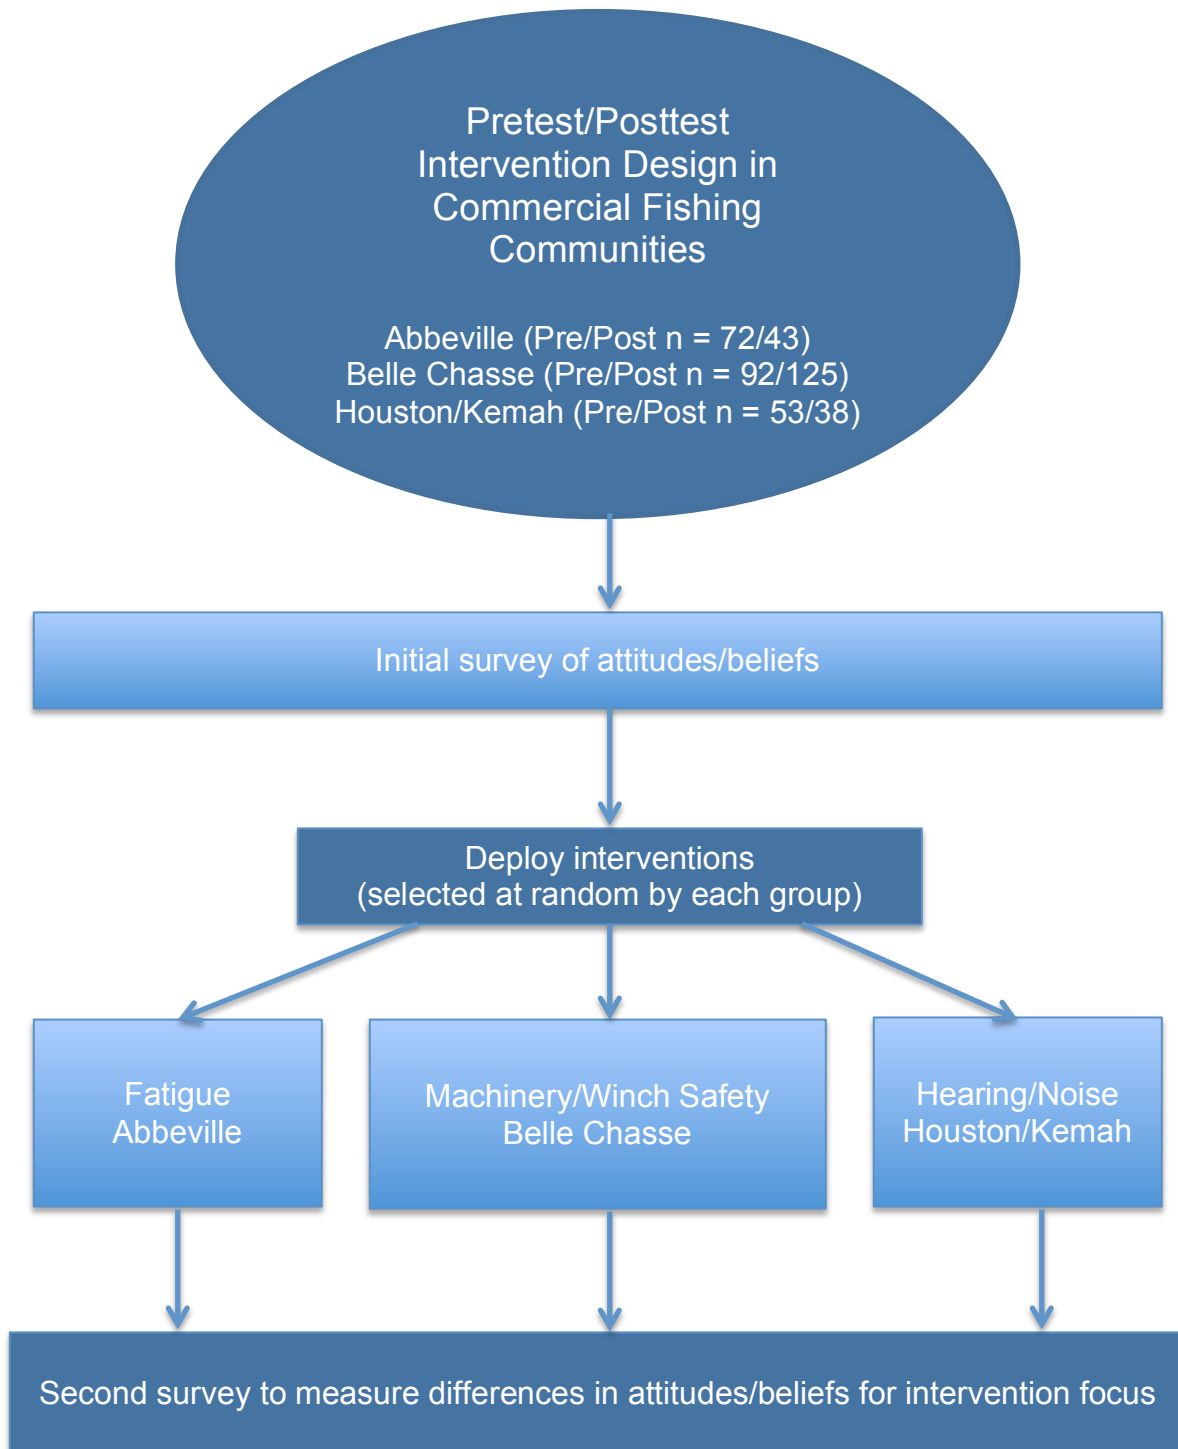 Pretest/Posttest
Intervention Design in
Commercial Fishing
Communities
Abbeville (Pre/Post n = 72/43)
Belle Chasse (Pre/Post n = 92/125)
Houston/Kemah (Pre/Post n = 53/38)
Initial survey of attitudes/beliefs
Deploy interventions
(selected at random by each group)
Fatigue
Abbeville
Machinery/Winch Safety
Belle Chasse
Hearing/Noise
Houston/Kemah
Second survey to measure differences in attitudes/beliefs for intervention focus